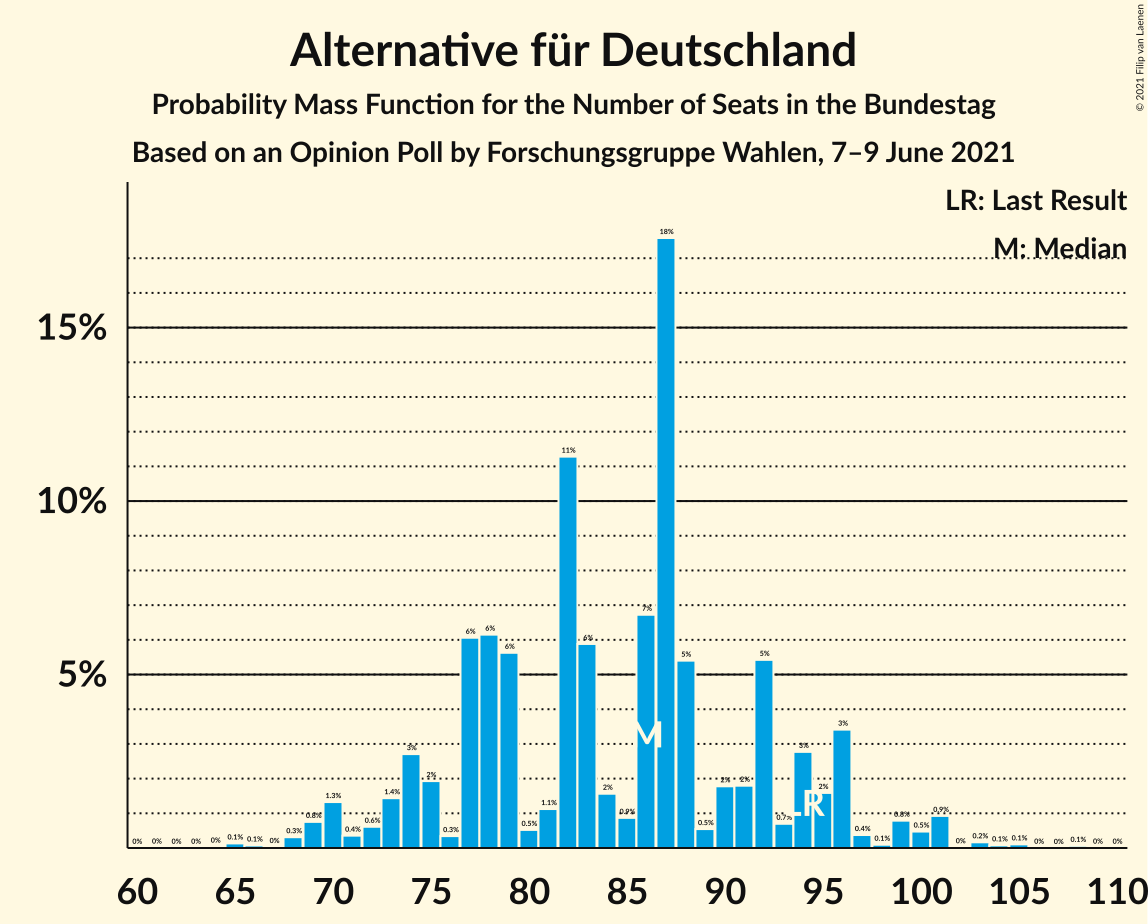 © 2021 Filip van Laenen
Alternative für Deutschland
Probability Mass Function for the Number of Seats in the Bundestag
Based on an Opinion Poll by Forschungsgruppe Wahlen, 7–9 June 2021
LR: Last Result
M: Median
15%
10%
5%
0% 0% 0% 0% 0% 0.1% 0.1% 0% 0.3% 0.8% 1.3% 0.4% 0.6% 1.4% 3% 2% 0.3% 6% 6% 6% 0.5% 1.1% 11% 6% 2% 0.9% 7% 18% 5% 0.5% 2% 2% 5% 0.7% 3% 2% 3% 0.4% 0.1% 0.8% 0.5% 0.9% 0% 0.2% 0.1% 0.1% 0% 0% 0.1% 0% 0%
M
LR
60 65 70 75 80 85 90 95 100 105 110